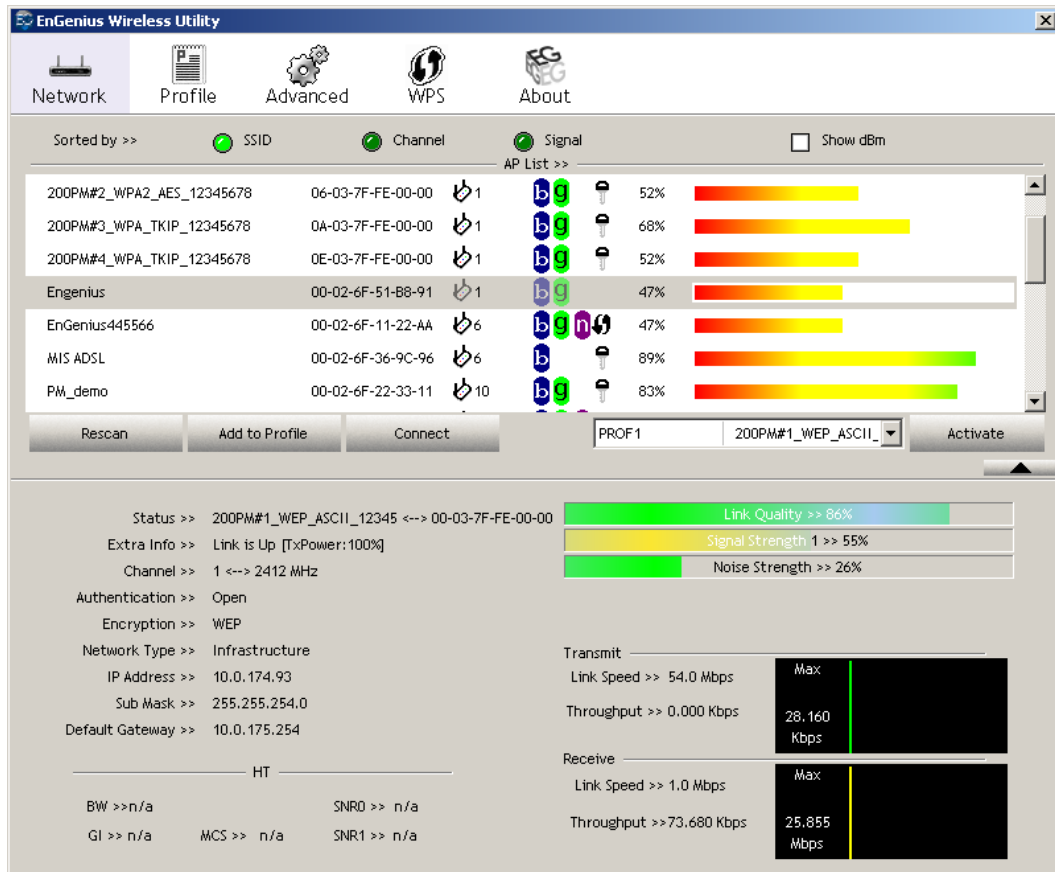 EnGenius Wireless Utility
Network Profile Advanced WPS About
Sorted by >> SSID Channel Signal Show dBm
AP List >>
200PM#2_WPA2_AES_12345678 06-03-7F-FE-00-00 1 b g 52%
200PM#3_WPA_TKIP_12345678 0A-03-7F-FE-00-00 1 b g 68%
200PM#4_WPA_TKIP_12345678 0E-03-7F-FE-00-00 1 b g 52%
Engenius 00-02-6F-51-B8-91 1 b g 47%
EnGenius445566 00-02-6F-11-22-AA 6 b g n 47%
MIS ADSL 00-02-6F-36-9C-96 6 b 89%
PM_demo 00-02-6F-22-33-11 10 b g 83%
Rescan Add to Profile Connect PROF1 200PM#1_WEP_ASCII_ Activate
Status >> 200PM#1_WEP_ASCII_12345 <--> 00-03-7F-FE-00-00
Extra Info >> Link is Up [TxPower:100%]
Channel >> 1 <--> 2412 MHz
Authentication >> Open
Encryption >> WEP
Network Type >> Infrastructure
IP Address >> 10.0.174.93
Sub Mask >> 255.255.254.0
Default Gateway >> 10.0.175.254
HT
BW >>n/a SNR0 >> n/a
GI >> n/a MCS >> n/a SNR1 >> n/a
Link Quality >> 86%
Signal Strength 1 >> 55%
Noise Strength >> 26%
Transmit
Link Speed >> 54.0 Mbps
Throughput >> 0.000 Kbps
Max
28.160
Kbps
Receive
Link Speed >> 1.0 Mbps
Throughput >>73.680 Kbps
Max
25.855
Mbps